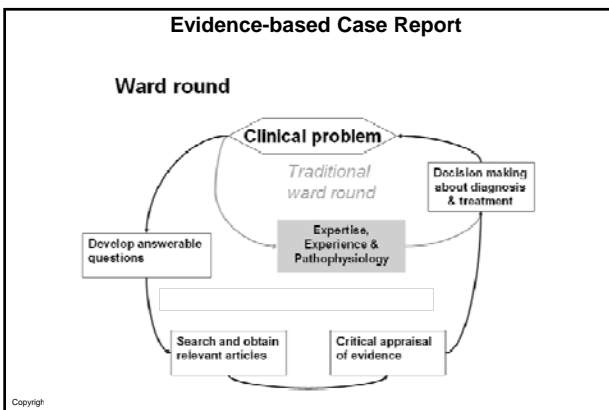 Evidence-based Case Report
Ward round
Clinical problem
Traditional
ward round
Decision making
about diagnosis
& treatment
Expertise,
Experience &
Pathophysiology
Develop answerable
questions
Search and obtain
relevant articles
Critical appraisal
of evidence
Copyrigh